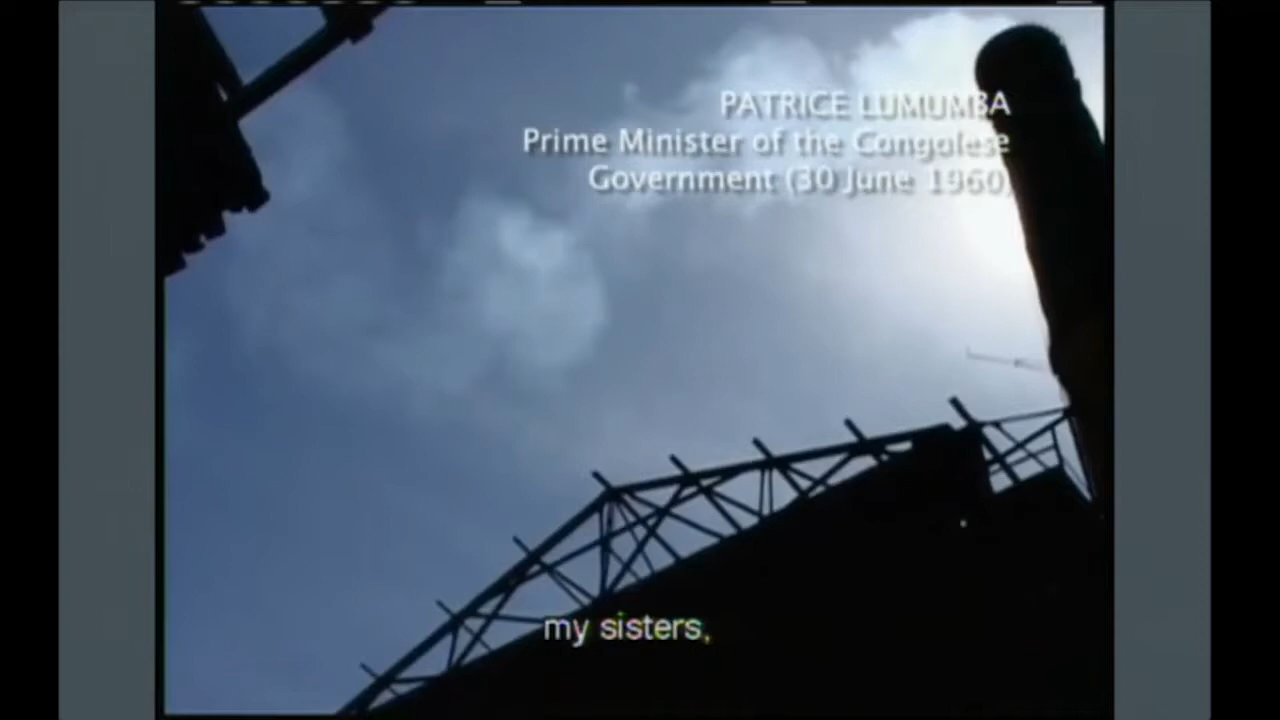 PATRICE LUMUMBA
Prime Minister of the Congolese
Government (30 June 1960)
my sisters,